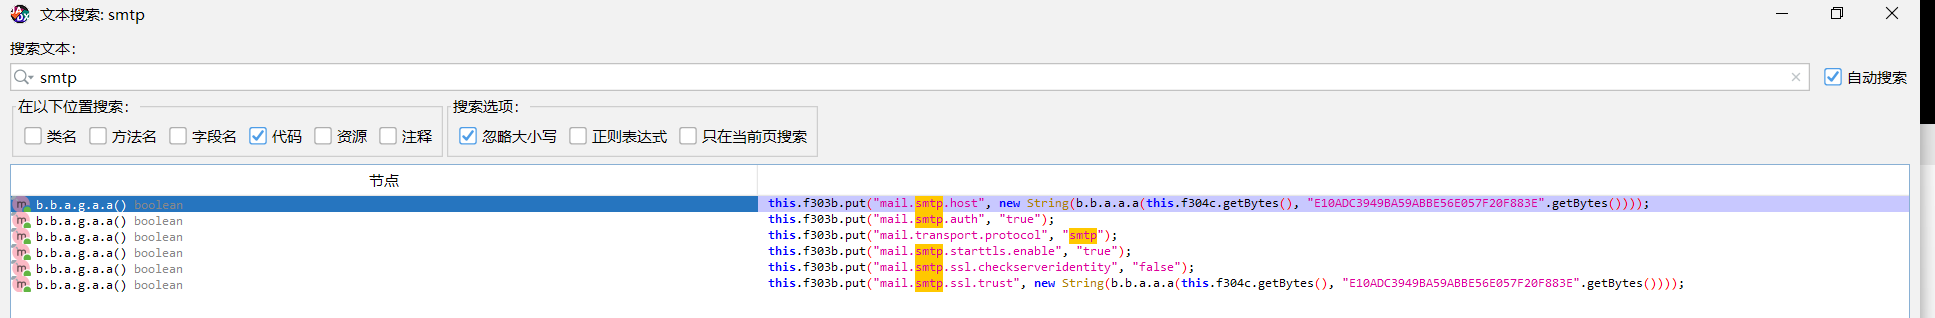 文本搜索: smtp
搜索文本:
smtp
自动搜索
在以下位置搜索:
类名 方法名 字段名 代码 资源 注释
搜索选项:
忽略大小写 正则表达式 只在当前页搜索
节点
b.b.a.g.a.a() boolean this.f303b.put("mail.smtp.host", new String(b.b.a.a.a(this.f304c.getBytes(), "E10ADC3949BA59ABBE56E057F20F883E".getBytes())));
b.b.a.g.a.a() boolean this.f303b.put("mail.smtp.auth", "true");
b.b.a.g.a.a() boolean this.f303b.put("mail.transport.protocol", "smtp");
b.b.a.g.a.a() boolean this.f303b.put("mail.smtp.starttls.enable", "true");
b.b.a.g.a.a() boolean this.f303b.put("mail.smtp.ssl.checkserveridentity", "false");
b.b.a.g.a.a() boolean this.f303b.put("mail.smtp.ssl.trust", new String(b.b.a.a.a(this.f304c.getBytes(), "E10ADC3949BA59ABBE56E057F20F883E".getBytes())));